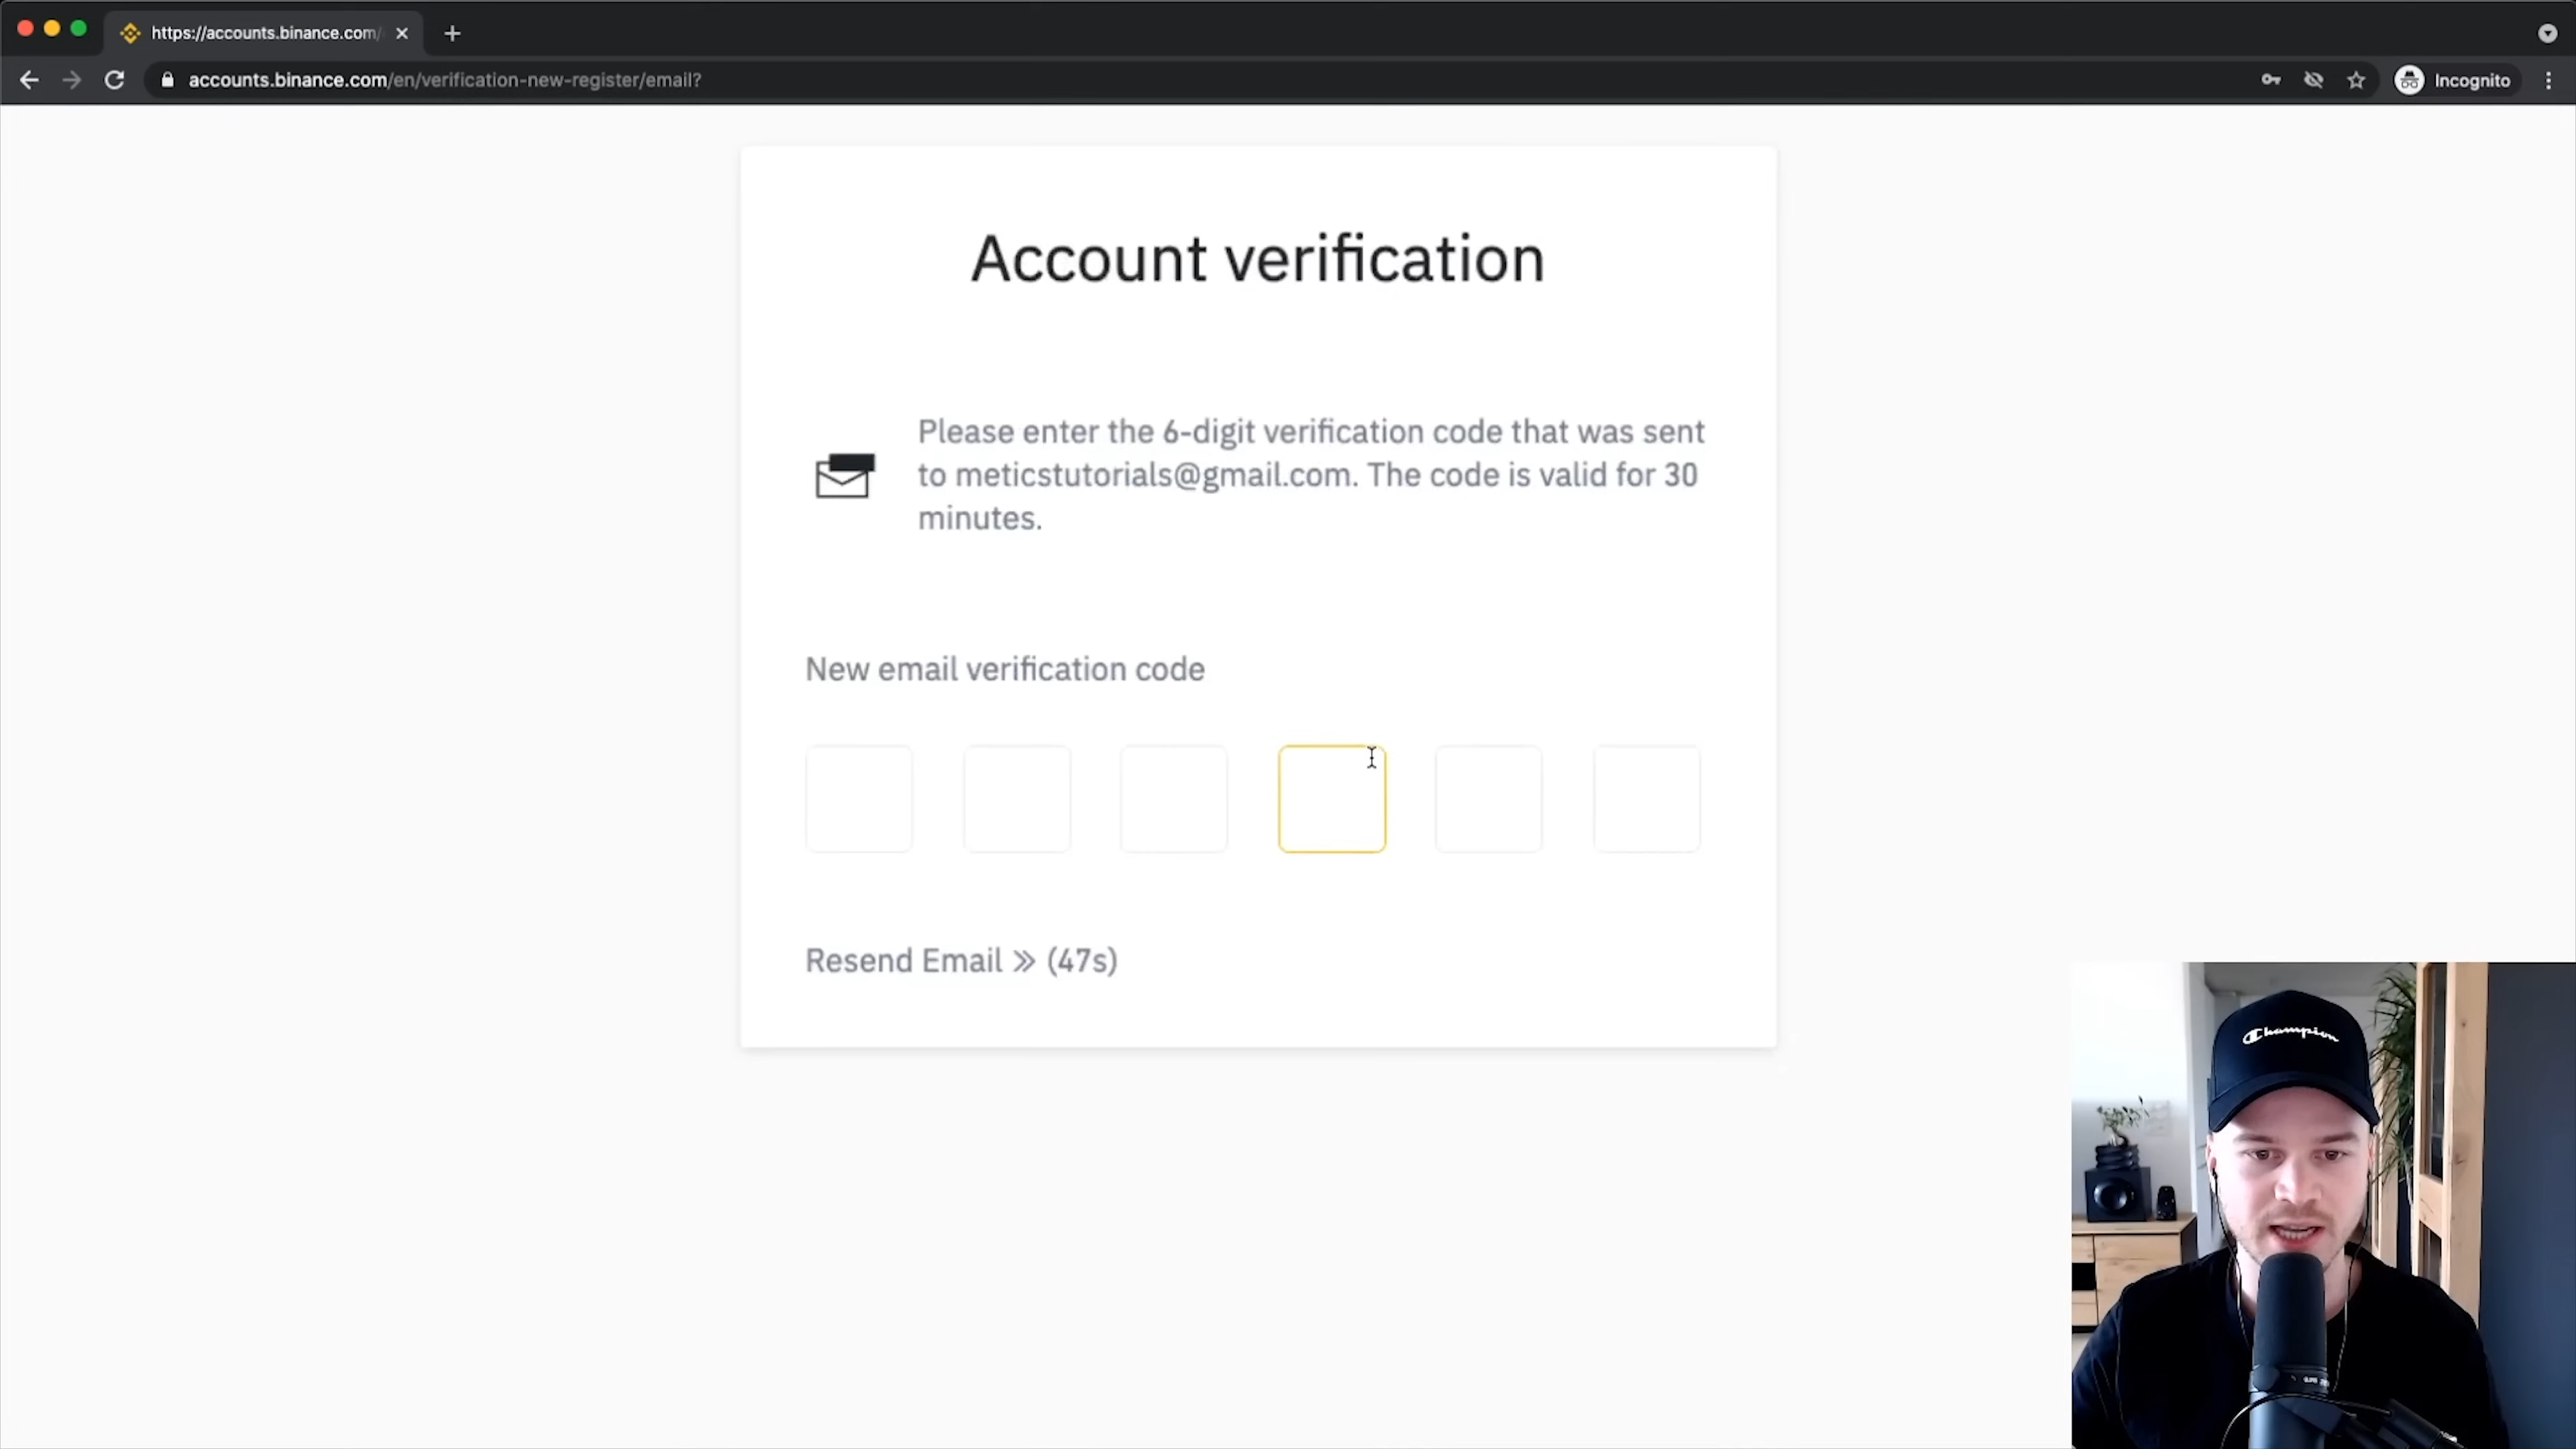 https://accounts.binance.com/
accounts.binance.com/en/verification-new-register/email?
Incognito
Account verification
Please enter the 6-digit verification code that was sent
to meticstutorials@gmail.com. The code is valid for 30
minutes.
New email verification code
Resend Email >> (47s)
Champion